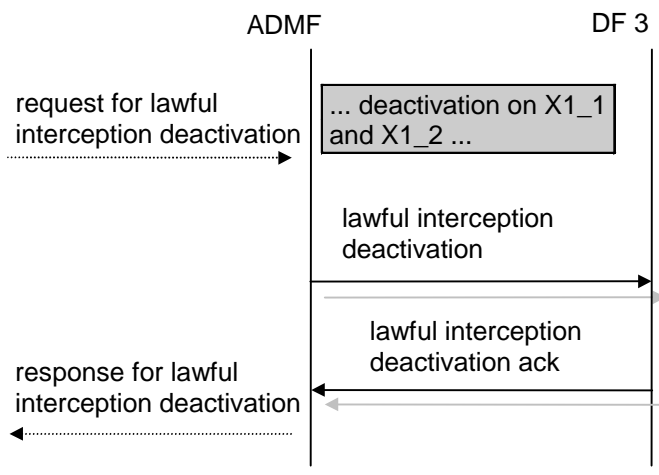 ADMF
DF 3
request for lawful
interception deactivation
... deactivation on X1_1
and X1_2 ...
lawful interception
deactivation
lawful interception
deactivation ack
response for lawful
interception deactivation